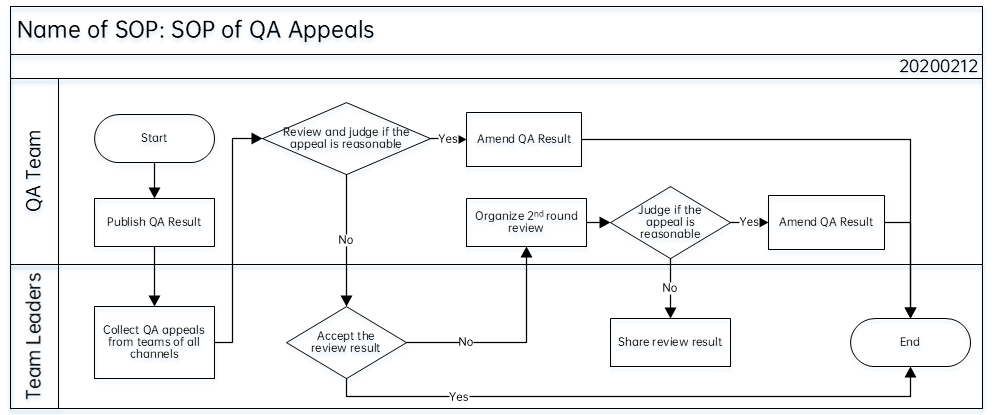 Name of SOP: SOP of QA Appeals
20200212
QA Team
Start
Review and judge if the
appeal is reasonable
Yes
Amend QA Result
Publish QA Result
Organize 2nd round
review
Judge if the
appeal is
reasonable
Yes
Amend QA Result
No
No
Team Leaders
Collect QA appeals
from teams of all
channels
Accept the
review result
No
Share review result
End
Yes